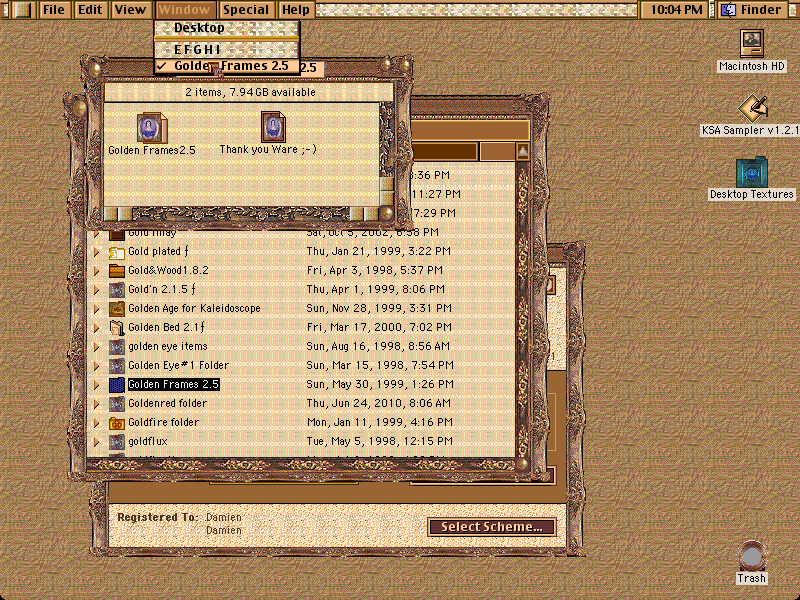 File Edit View Window Special Help 10:04 PM Finder
Desktop
E F G H I
✓ Golden Frames 2.5
2.5
2 items, 7.94 GB available
Golden Frames2.5
Thank you Ware ;-)
Macintosh HD
KSA Sampler v1.2.1
Desktop Textures
3:36 PM
11:27 PM
7:29 PM
Gold plated ƒ Thu, Jan 21, 1999, 3:22 PM
Gold&Wood1.8.2 Fri, Apr 3, 1998, 5:37 PM
Gold'n 2.1.5 ƒ Thu, Apr 1, 1999, 8:06 PM
Golden Age for Kaleidoscope Sun, Nov 28, 1999, 3:31 PM
Golden Bed 2.1ƒ Fri, Mar 17, 2000, 7:02 PM
golden eye items Sun, Aug 16, 1998, 8:56 AM
Golden Eye#1 Folder Sun, Mar 15, 1998, 7:54 PM
Golden Frames 2.5 Sun, May 30, 1999, 1:26 PM
Goldenred folder Thu, Jun 24, 2010, 8:06 AM
Goldfire folder Mon, Jan 11, 1999, 4:16 PM
goldflux Tue, May 5, 1998, 12:15 PM
Registered To: Damien
Damien
Select Scheme...
Trash